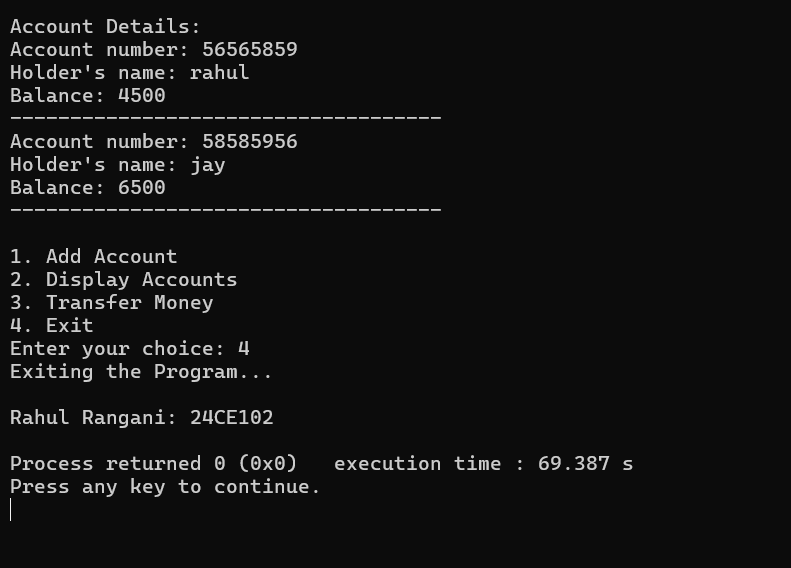 Account Details:
Account number: 56565859
Holder's name: rahul
Balance: 4500
------------------------------------
Account number: 58585956
Holder's name: jay
Balance: 6500
------------------------------------
1. Add Account
2. Display Accounts
3. Transfer Money
4. Exit
Enter your choice: 4
Exiting the Program...
Rahul Rangani: 24CE102
Process returned 0 (0x0)   execution time : 69.387 s
Press any key to continue.